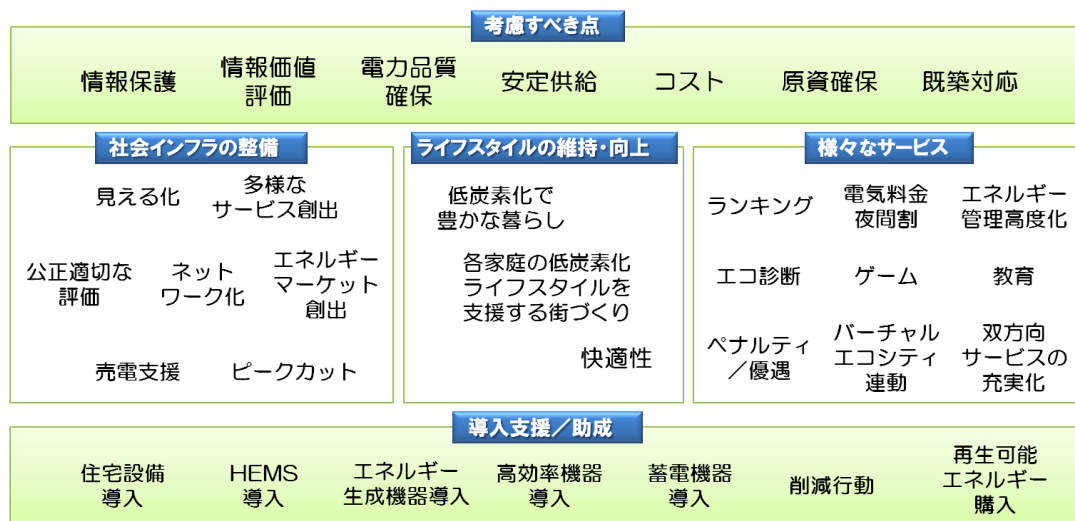 考慮すべき点
情報保護
情報価値
評価
電力品質
確保
安定供給
コスト
原資確保
既築対応
社会インフラの整備
見える化
多様な
サービス創出
公正適切な
評価
ネット
ワーク化
エネルギー
マーケット
創出
売電支援
ピークカット
ライフスタイルの維持・向上
低炭素化で
豊かな暮らし
各家庭の低炭素化
ライフスタイルを
支援する街づくり
快適性
様々なサービス
ランキング
電気料金
夜間割
エネルギー
管理高度化
エコ診断
ゲーム
教育
ペナルティ
／優遇
バーチャル
エコシティ
連動
双方向
サービスの
充実化
導入支援／助成
住宅設備
導入
HEMS
導入
エネルギー
生成機器導入
高効率機器
導入
蓄電機器
導入
削減行動
再生可能
エネルギー
購入